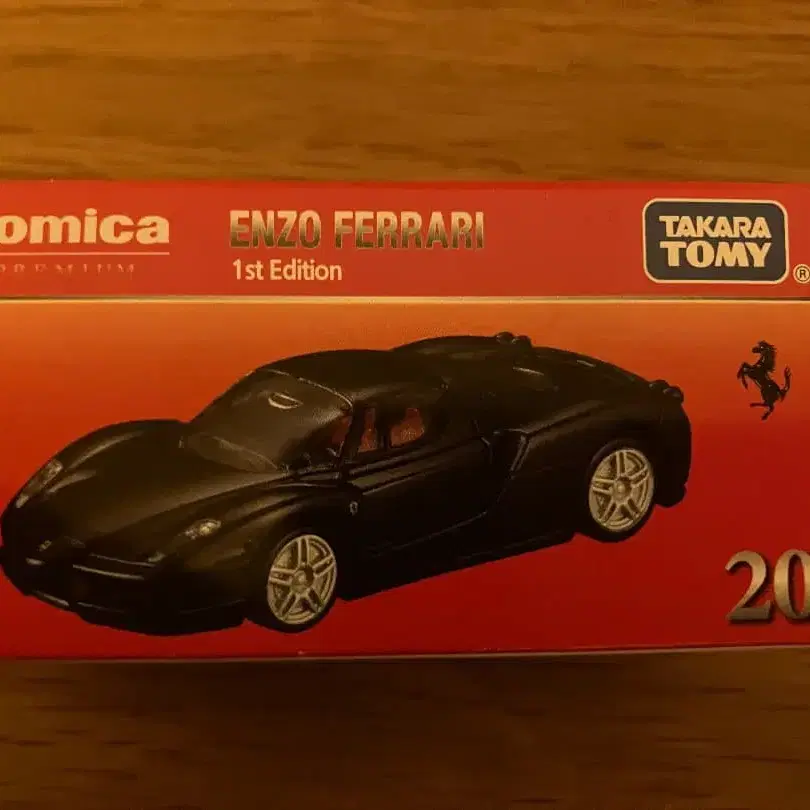 omica
PREMIUM
ENZO FERRARI
1st Edition
TAKARA
TOMY
®
20